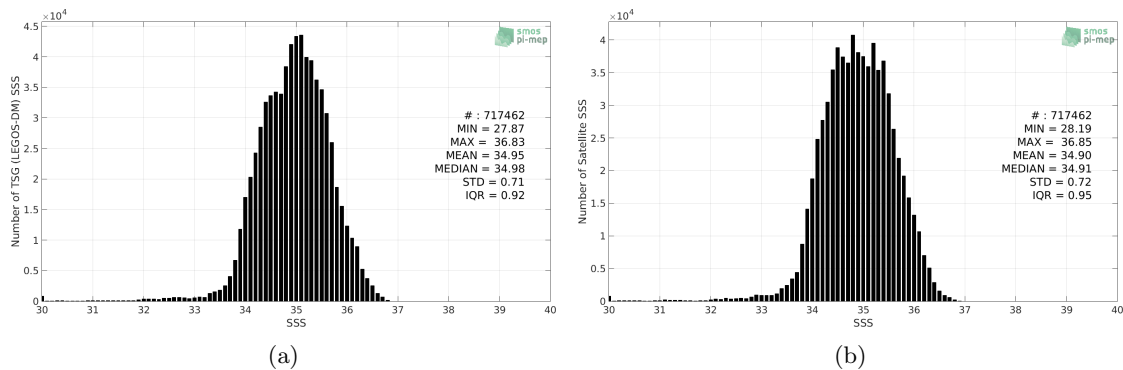 ×10⁴
4.5
4
3.5
3
2.5
2
1.5
1
0.5
0
Number of TSG (LEGOS-DM) SSS
smos
pi-mep
# : 717462
MIN = 27.87
MAX = 36.83
MEAN = 34.95
MEDIAN = 34.98
STD = 0.71
IQR = 0.92
30 31 32 33 34 35 36 37 38 39 40
SSS
(a)
×10⁴
4
3.5
3
2.5
2
1.5
1
0.5
0
Number of Satellite SSS
smos
pi-mep
# : 717462
MIN = 28.19
MAX = 36.85
MEAN = 34.90
MEDIAN = 34.91
STD = 0.72
IQR = 0.95
30 31 32 33 34 35 36 37 38 39 40
SSS
(b)